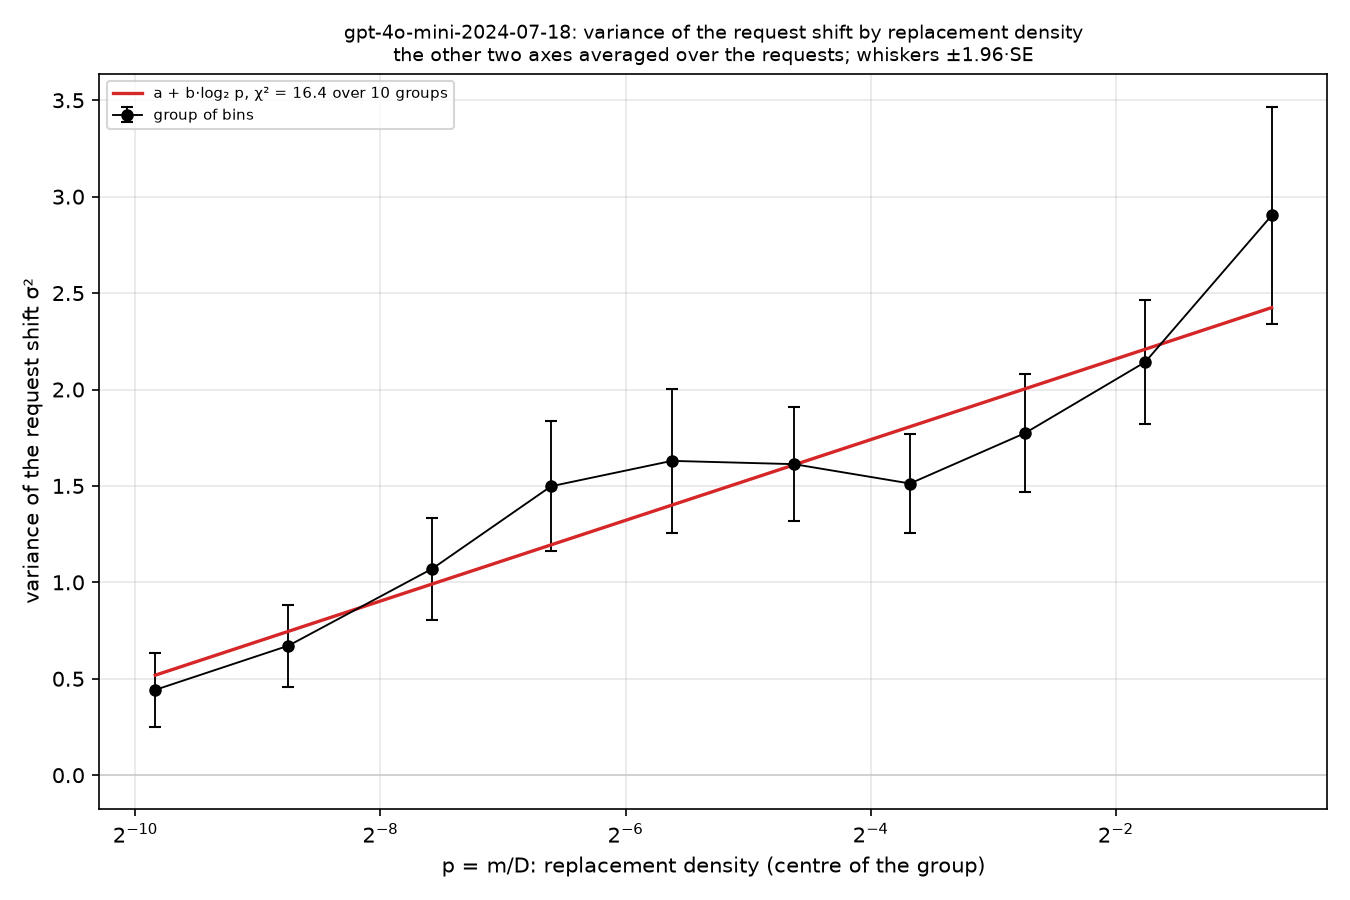 gpt-4o-mini-2024-07-18: variance of the request shift by replacement density
the other two axes averaged over the requests; whiskers ±1.96·SE
a + b·log₂ p, χ² = 16.4 over 10 groups
group of bins
variance of the request shift σ²
3.5
3.0
2.5
2.0
1.5
1.0
0.5
0.0
2⁻¹⁰
2⁻⁸
2⁻⁶
2⁻⁴
2⁻²
p = m/D: replacement density (centre of the group)